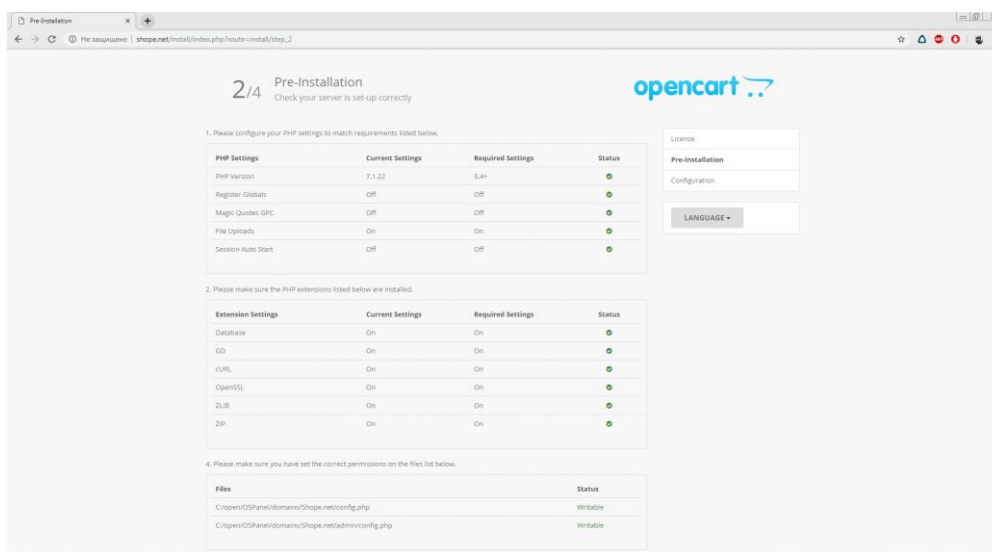 Pre-Installation
Не защищено | shope.net/install/index.php?route=install/step_2
2/4 Pre-Installation
Check your server is set-up correctly
opencart
1. Please configure your PHP settings to match requirements listed below.
PHP Settings Current Settings Required Settings Status
PHP Version 7.1.22 5.4+
Register Globals Off Off
Magic Quotes GPC Off Off
File Uploads On On
Session Auto Start Off Off
License
Pre-Installation
Configuration
LANGUAGE
2. Please make sure the PHP extensions listed below are installed.
Extension Settings Current Settings Required Settings Status
Database On On
GD On On
cURL On On
OpenSSL On On
ZLIB On On
ZIP On On
4. Please make sure you have set the correct permissions on the files list below.
Files Status
C:/open/OSPanel/domains/Shope.net/config.php Writable
C:/open/OSPanel/domains/Shope.net/admin/config.php Writable